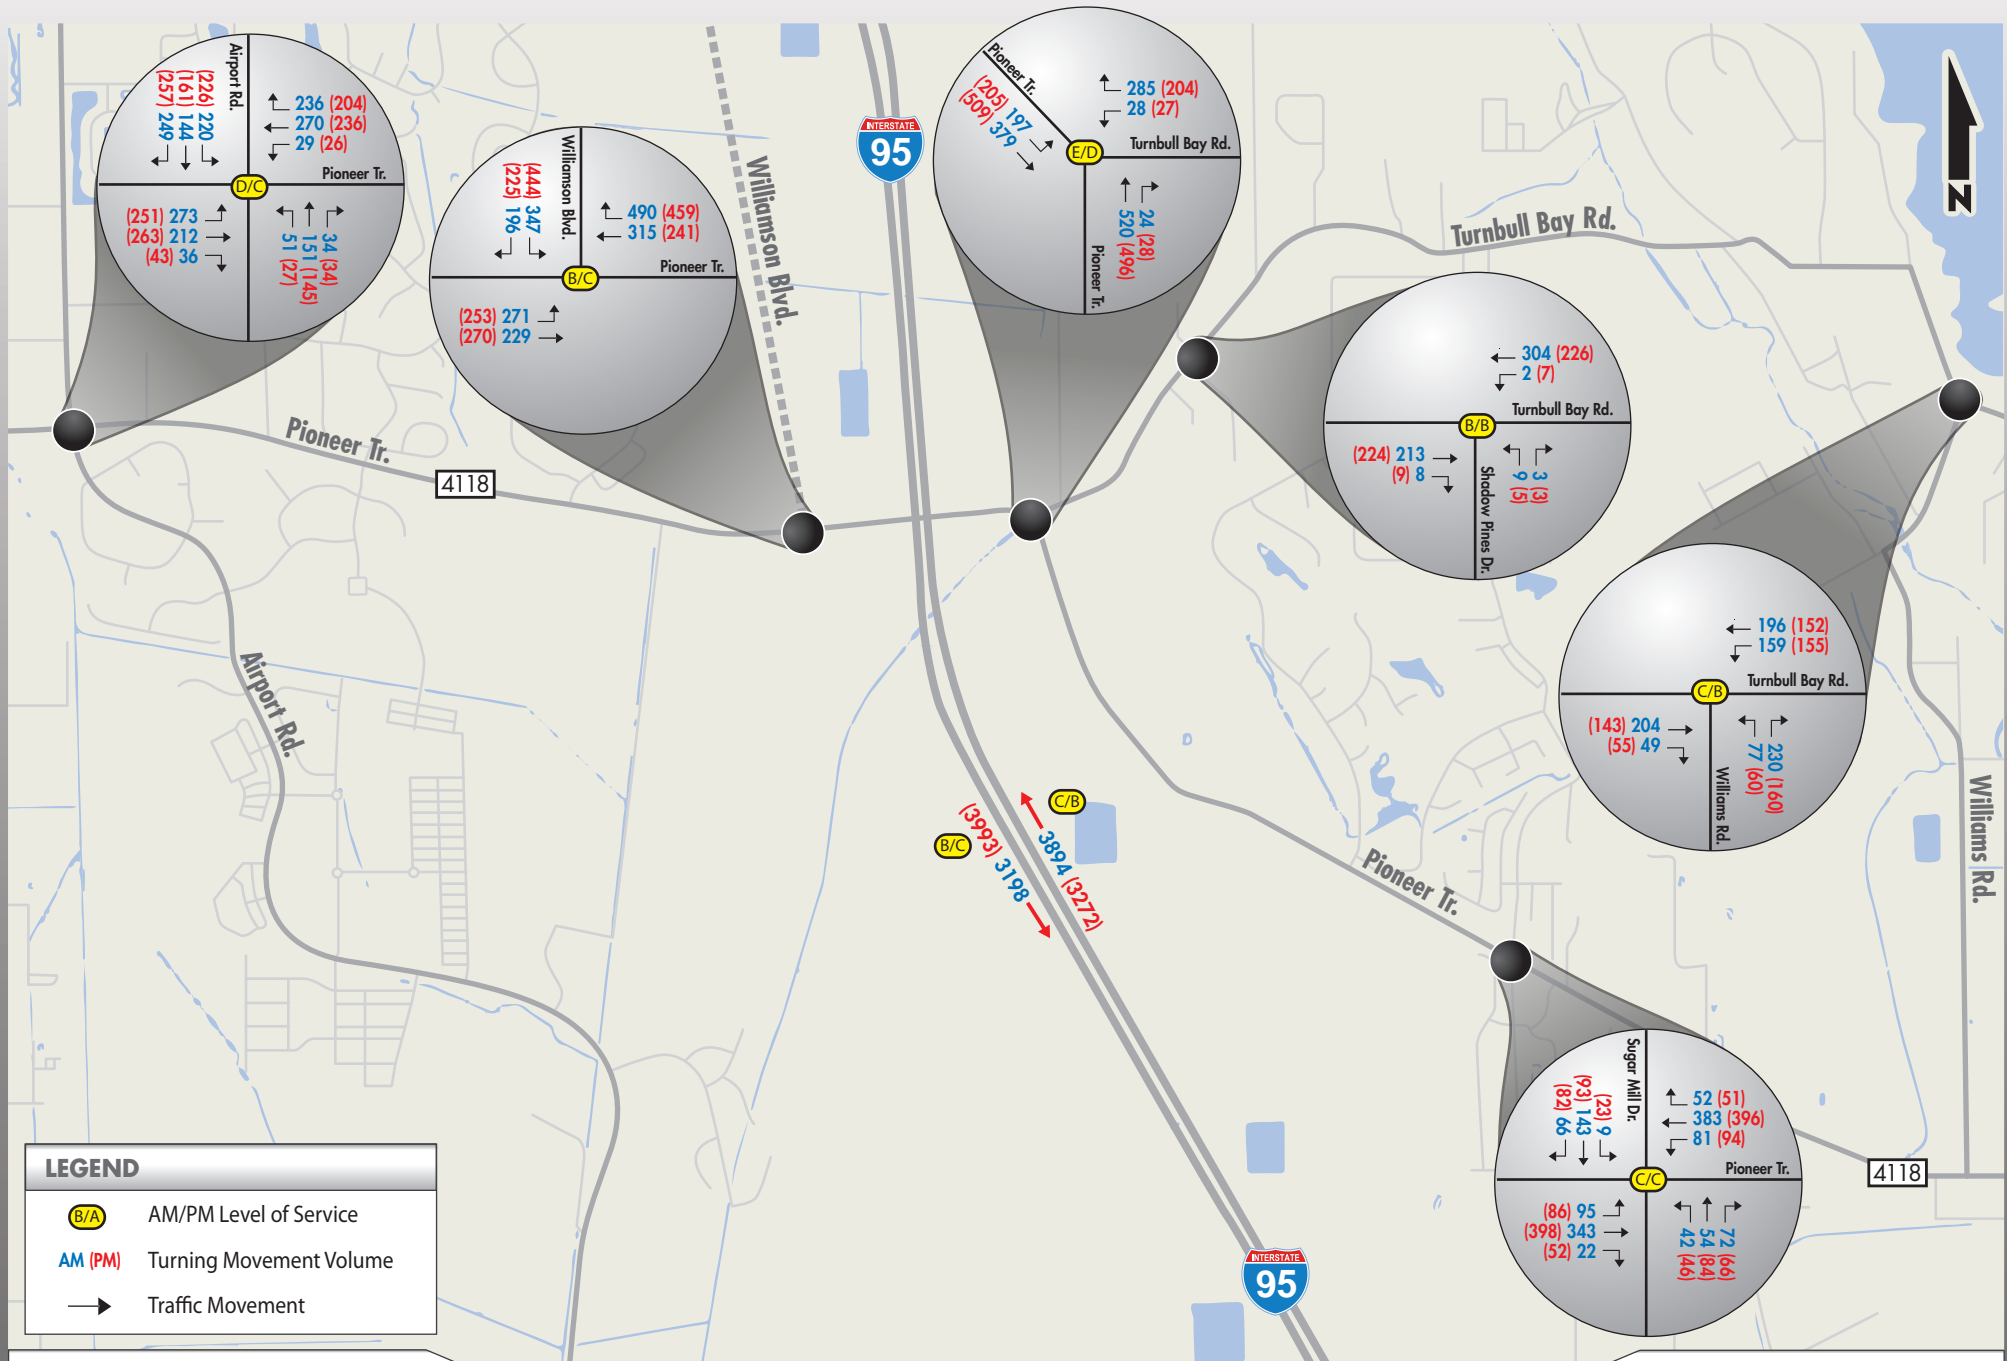 Airport Rd.
(257) 249
(161) 144
(226) 220
236 (204)
270 (236)
29 (26)
Pioneer Tr.
D/C
(251) 273
(263) 212
(43) 36
51 (27)
151 (145)
34 (34)
Williamson Blvd.
(225) 196
(444) 347
490 (459)
315 (241)
Pioneer Tr.
B/C
(253) 271
(270) 229
Williamson Blvd.
INTERSTATE
95
Pioneer Tr.
(205) 197
(509) 379
285 (204)
28 (27)
Turnbull Bay Rd.
E/D
Pioneer Tr.
520 (496)
24 (28)
N
Turnbull Bay Rd.
304 (226)
2 (7)
Turnbull Bay Rd.
B/B
(224) 213
(9) 8
Shadow Pines Dr.
9 (5)
3 (3)
Pioneer Tr.
4118
196 (152)
159 (155)
Turnbull Bay Rd.
C/B
(143) 204
(55) 49
Williams Rd.
77 (60)
230 (160)
Airport Rd.
Williams Rd.
C/B
B/C
(3993) 3198
3894 (3272)
Pioneer Tr.
Sugar Mill Dr.
(82) 66
(93) 143
(23) 9
52 (51)
383 (396)
81 (94)
Pioneer Tr.
C/C
(86) 95
(398) 343
(52) 22
42 (46)
54 (84)
72 (66)
4118
INTERSTATE
95
LEGEND
B/A AM/PM Level of Service
AM (PM) Turning Movement Volume
Traffic Movement